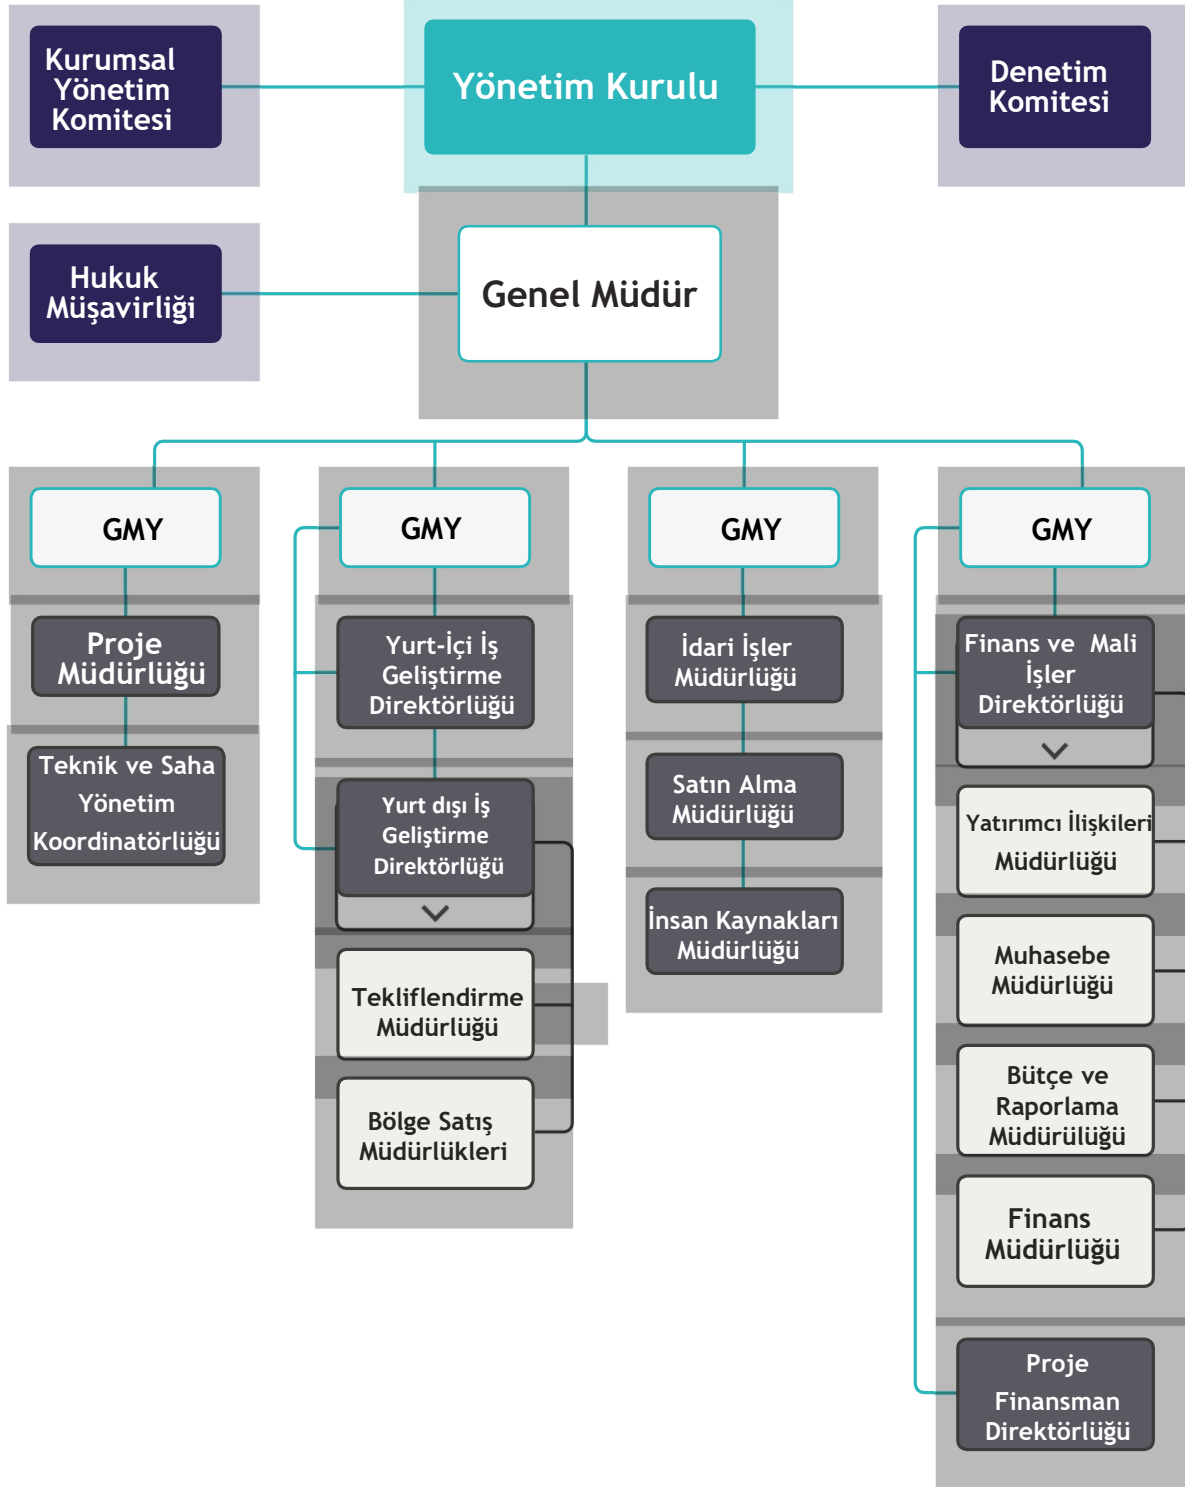 Kurumsal
Yönetim
Komitesi
Yönetim Kurulu
Denetim
Komitesi
Hukuk
Müşavirliği
Genel Müdür
GMY
GMY
GMY
GMY
Proje
Müdürlüğü
Teknik ve Saha
Yönetim
Koordinatörlüğü
Yurt-İçi İş
Geliştirme
Direktörlüğü
Yurt dışı İş
Geliştirme
Direktörlüğü
Tekliflendirme
Müdürlüğü
Bölge Satış
Müdürlükleri
İdari İşler
Müdürlüğü
Satın Alma
Müdürlüğü
İnsan Kaynakları
Müdürlüğü
Finans ve Mali
İşler
Direktörlüğü
Yatırımcı İlişkileri
Müdürlüğü
Muhasebe
Müdürlüğü
Bütçe ve
Raporlama
Müdürülüğü
Finans
Müdürlüğü
Proje
Finansman
Direktörlüğü